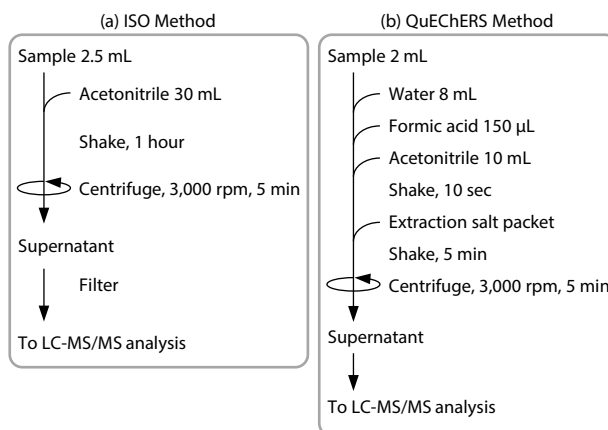 (a) ISO Method
Sample 2.5 mL
Acetonitrile 30 mL
Shake, 1 hour
Centrifuge, 3,000 rpm, 5 min
Supernatant
Filter
To LC-MS/MS analysis
(b) QuEChERS Method
Sample 2 mL
Water 8 mL
Formic acid 150 µL
Acetonitrile 10 mL
Shake, 10 sec
Extraction salt packet
Shake, 5 min
Centrifuge, 3,000 rpm, 5 min
Supernatant
To LC-MS/MS analysis